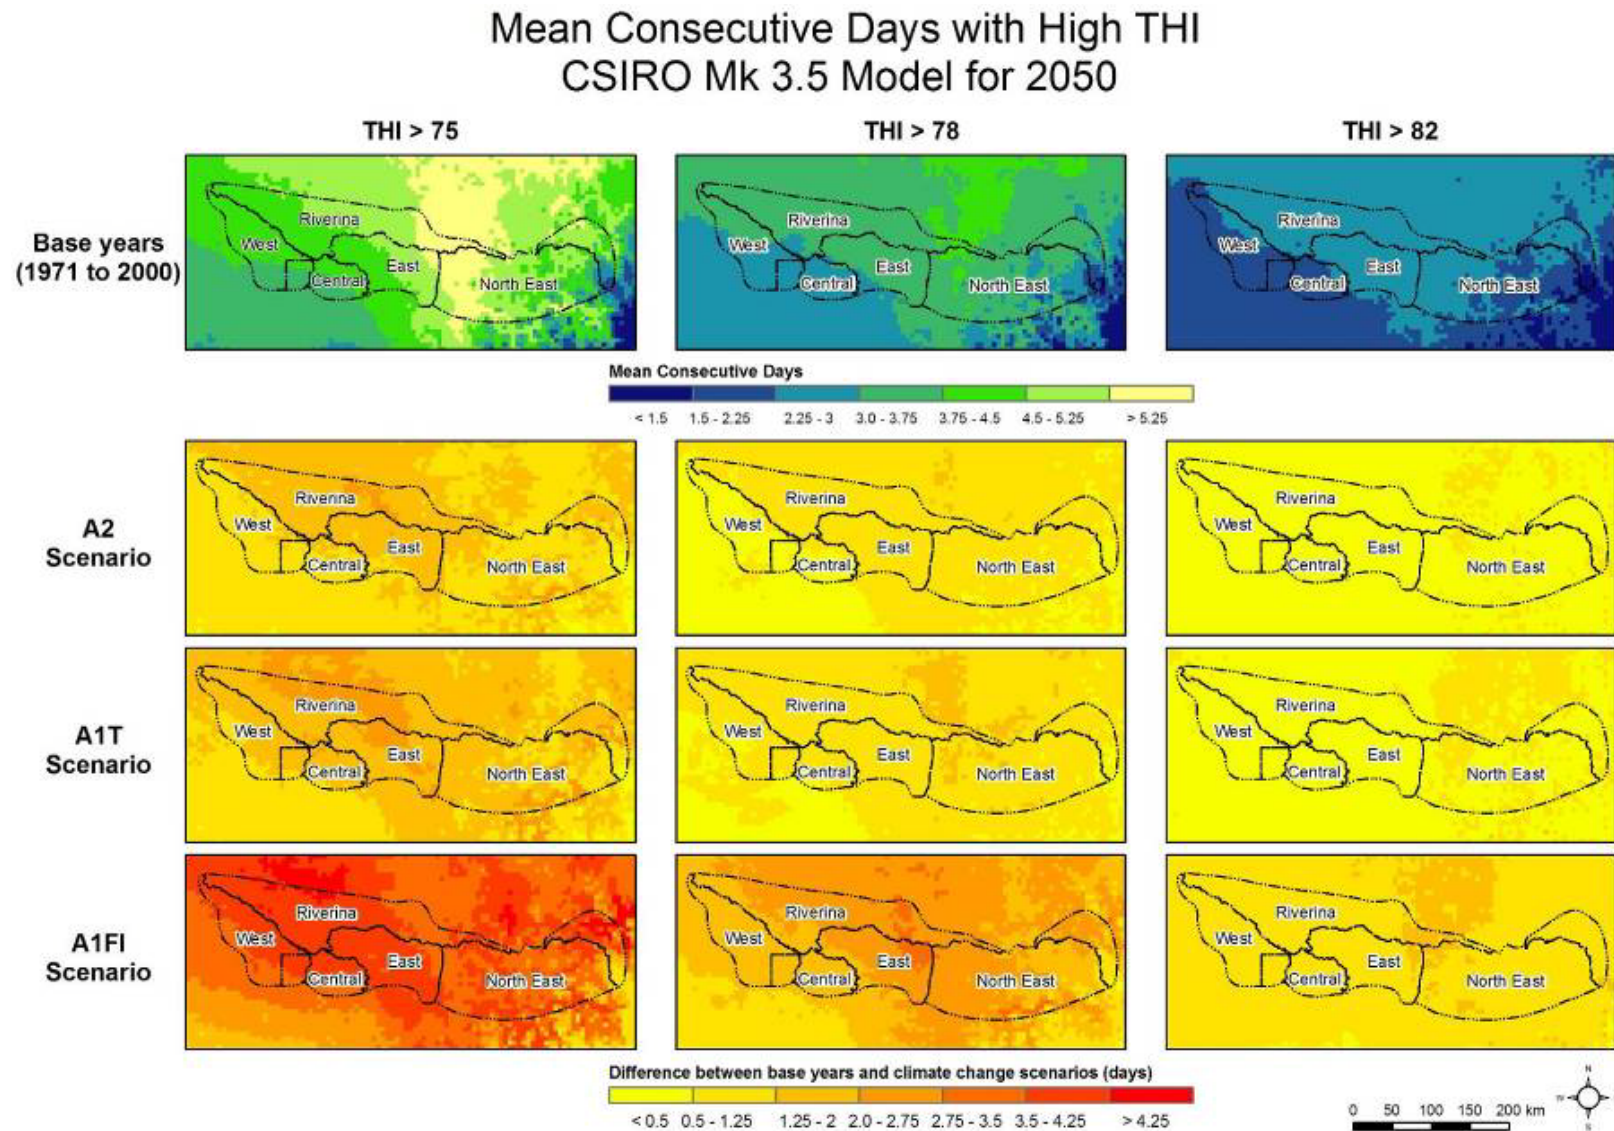 Mean Consecutive Days with High THI
CSIRO Mk 3.5 Model for 2050
THI > 75
THI > 78
THI > 82
Base years
(1971 to 2000)
Riverina
West
East
Central
North East
Riverina
West
East
Central
North East
Riverina
West
East
Central
North East
Mean Consecutive Days
< 1.5 1.5 - 2.25 2.25 - 3 3.0 - 3.75 3.75 - 4.5 4.5 - 5.25 > 5.25
A2
Scenario
Riverina
West
East
Central
North East
Riverina
West
East
Central
North East
Riverina
West
East
Central
North East
A1T
Scenario
Riverina
West
East
Central
North East
Riverina
West
East
Central
North East
Riverina
West
East
Central
North East
A1FI
Scenario
Riverina
West
East
Central
North East
Riverina
West
East
Central
North East
Riverina
West
East
Central
North East
Difference between base years and climate change scenarios (days)
< 0.5 0.5 - 1.25 1.25 - 2 2.0 - 2.75 2.75 - 3.5 3.5 - 4.25 > 4.25
0 50 100 150 200 km
N
W
S